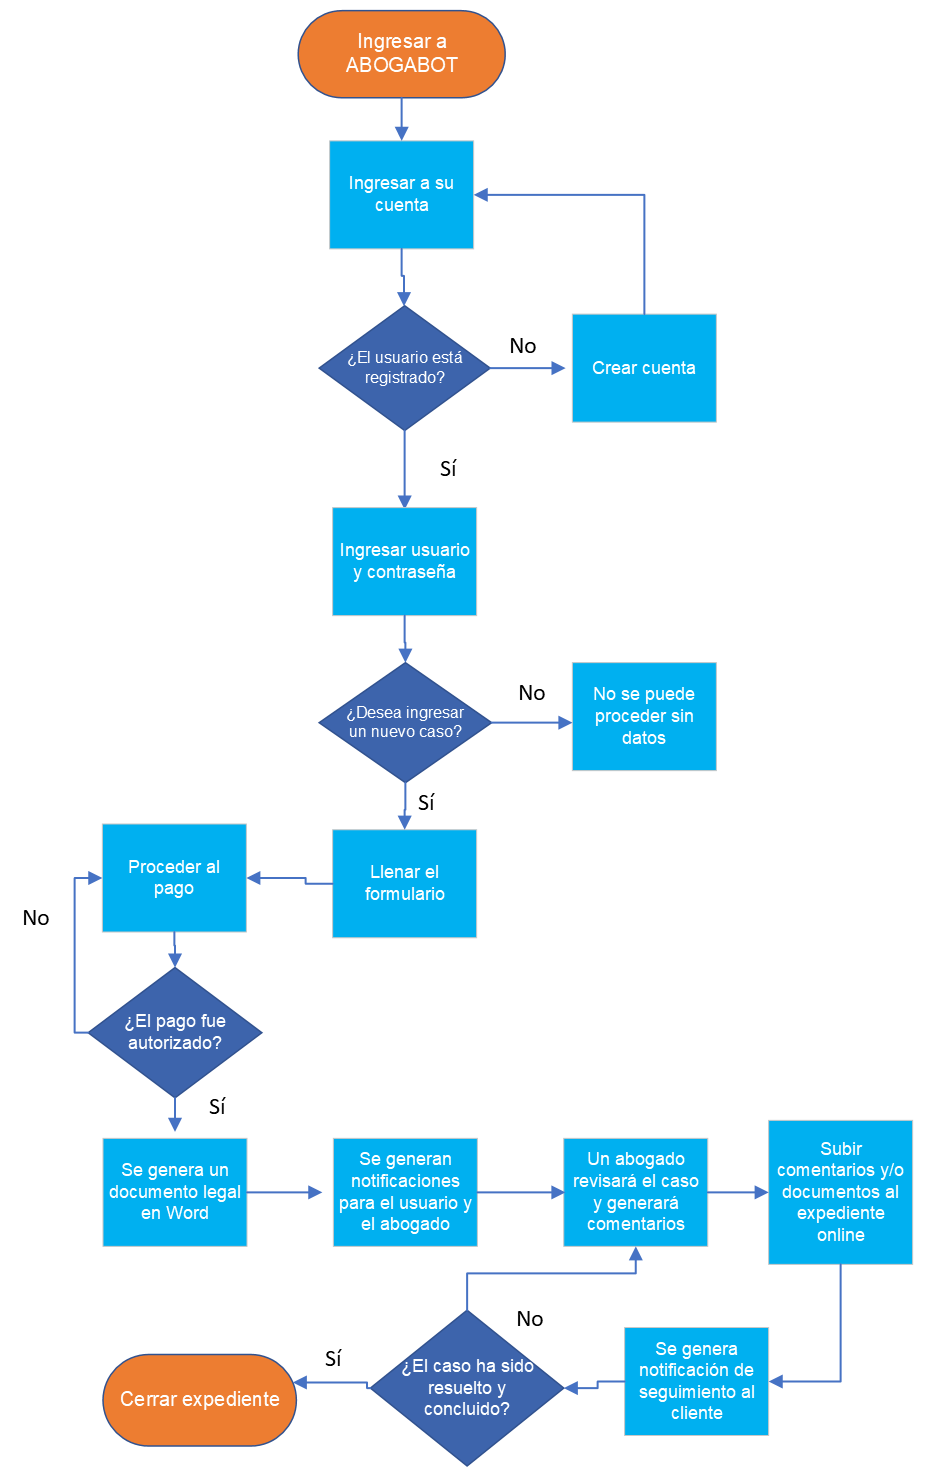 Ingresar a
ABOGABOT
Ingresar a su
cuenta
¿El usuario está
registrado?
No
Crear cuenta
Sí
Ingresar usuario
y contraseña
¿Desea ingresar
un nuevo caso?
No
No se puede
proceder sin
datos
Sí
Llenar el
formulario
Proceder al
pago
No
¿El pago fue
autorizado?
Sí
Se genera un
documento legal
en Word
Se generan
notificaciones
para el usuario y
el abogado
Un abogado
revisará el caso
y generará
comentarios
Subir
comentarios y/o
documentos al
expediente
online
Se genera
notificación de
seguimiento al
cliente
No
¿El caso ha sido
resuelto y
concluido?
Sí
Cerrar expediente